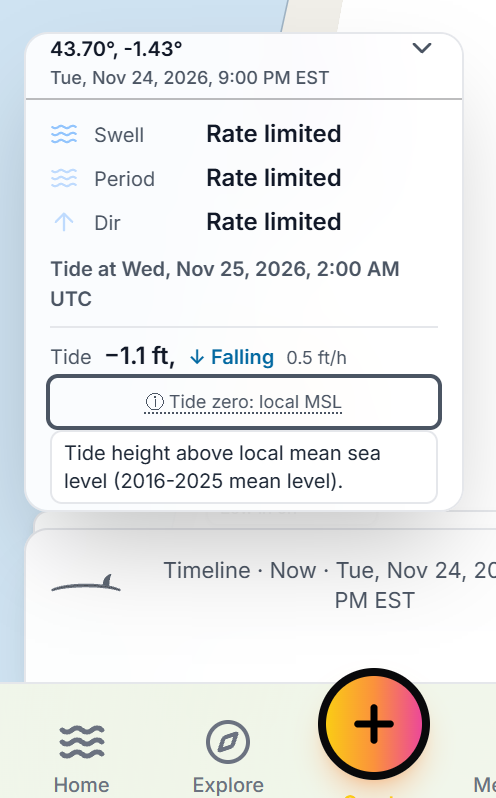 43.70°, -1.43°
Tue, Nov 24, 2026, 9:00 PM EST
Swell Rate limited
Period Rate limited
Dir Rate limited
Tide at Wed, Nov 25, 2026, 2:00 AM
UTC
Tide −1.1 ft, ↓ Falling 0.5 ft/h
ⓘ Tide zero: local MSL
Tide height above local mean sea
level (2016-2025 mean level).
Timeline · Now · Tue, Nov 24, 20
PM EST
Home Explore Me